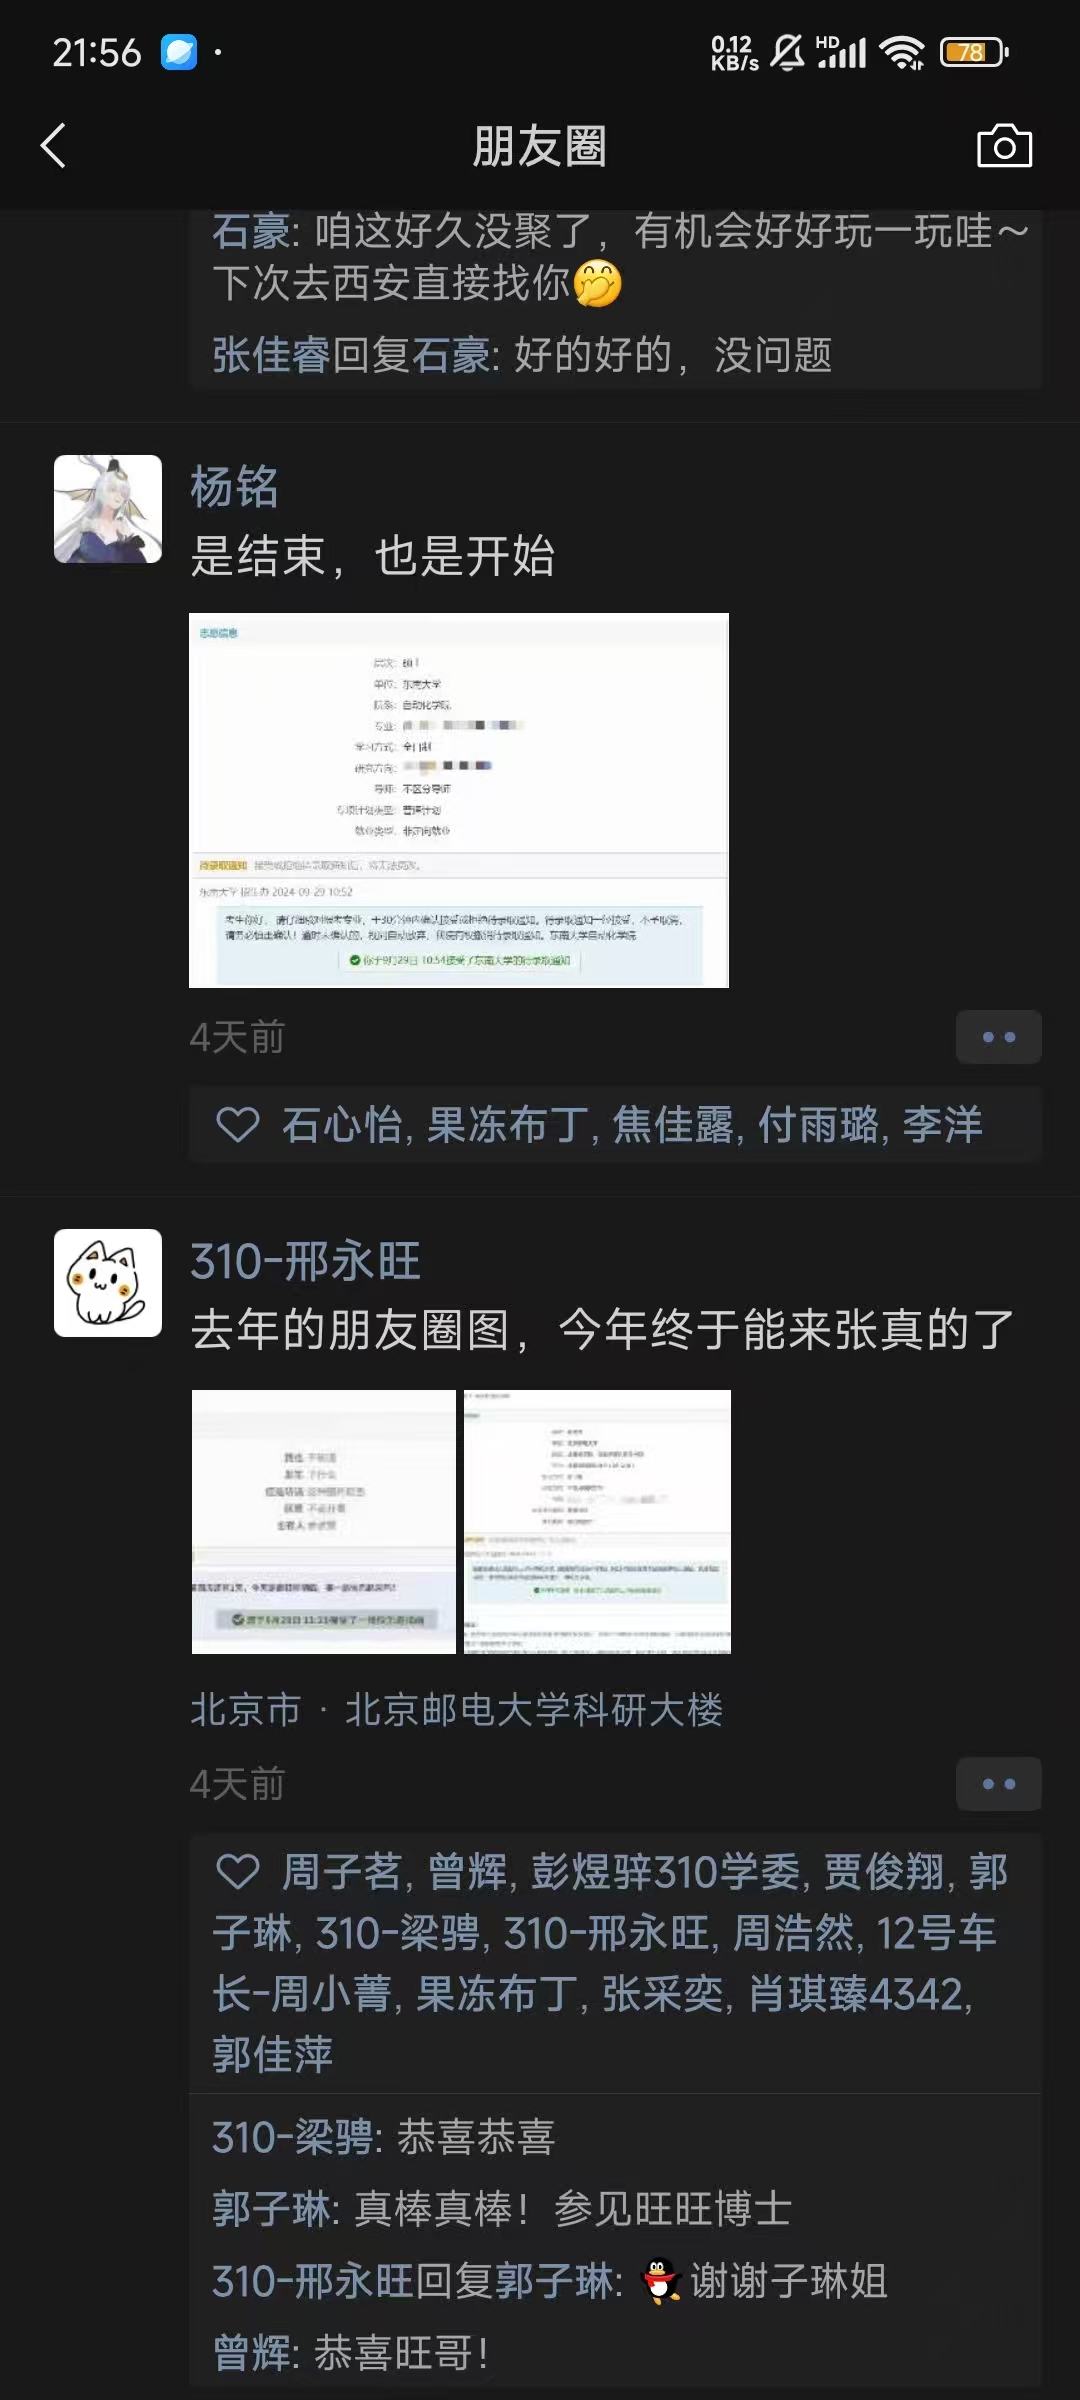 21:56
0.12
KB/s
HD
78
朋友圈
石豪: 咱这好久没聚了，有机会好好玩一玩哇～
下次去西安直接找你
张佳睿回复石豪: 好的好的，没问题
杨铭
是结束，也是开始
志愿信息
层次:
单位: 东南大学
院系: 自动化学院
专业:
学习方式: 全日制
研究方向:
导师: 不区分导师
专项计划类型: 普通计划
就业类型: 非定向就业
待录取通知
东南大学 招生办 2024-09-29 10:52
你于9月29日 10:54接受了东南大学的待录取通知
4天前
石心怡, 果冻布丁, 焦佳露, 付雨璐, 李洋
310-邢永旺
去年的朋友圈图，今年终于能来张真的了
北京市 · 北京邮电大学科研大楼
4天前
周子茗, 曾辉, 彭煜骍310学委, 贾俊翔, 郭
子琳, 310-梁骋, 310-邢永旺, 周浩然, 12号车
长-周小菁, 果冻布丁, 张采奕, 肖琪臻4342,
郭佳萍
310-梁骋: 恭喜恭喜
郭子琳: 真棒真棒！参见旺旺博士
310-邢永旺回复郭子琳: 谢谢子琳姐
曾辉: 恭喜旺哥！